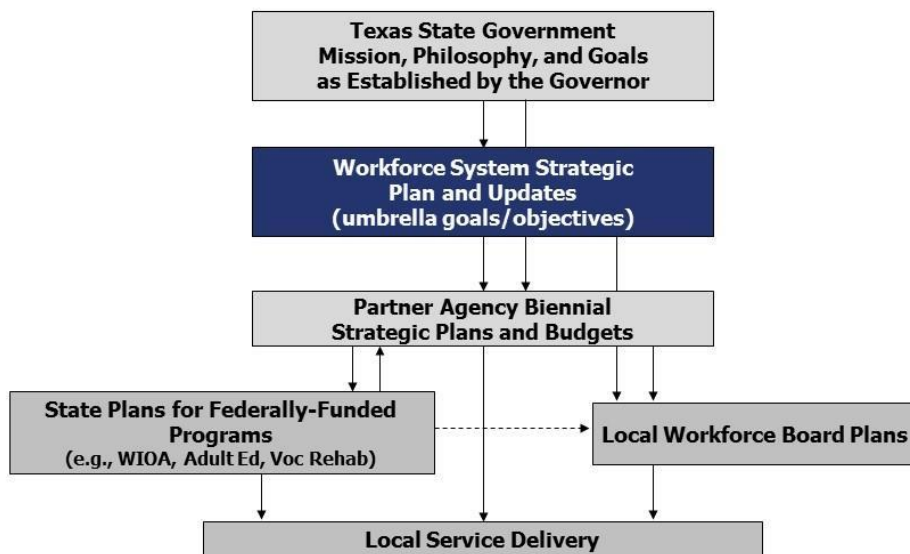 Texas State Government
Mission, Philosophy, and Goals
as Established by the Governor
Workforce System Strategic
Plan and Updates
(umbrella goals/objectives)
Partner Agency Biennial
Strategic Plans and Budgets
State Plans for Federally-Funded
Programs
(e.g., WIOA, Adult Ed, Voc Rehab)
Local Workforce Board Plans
Local Service Delivery